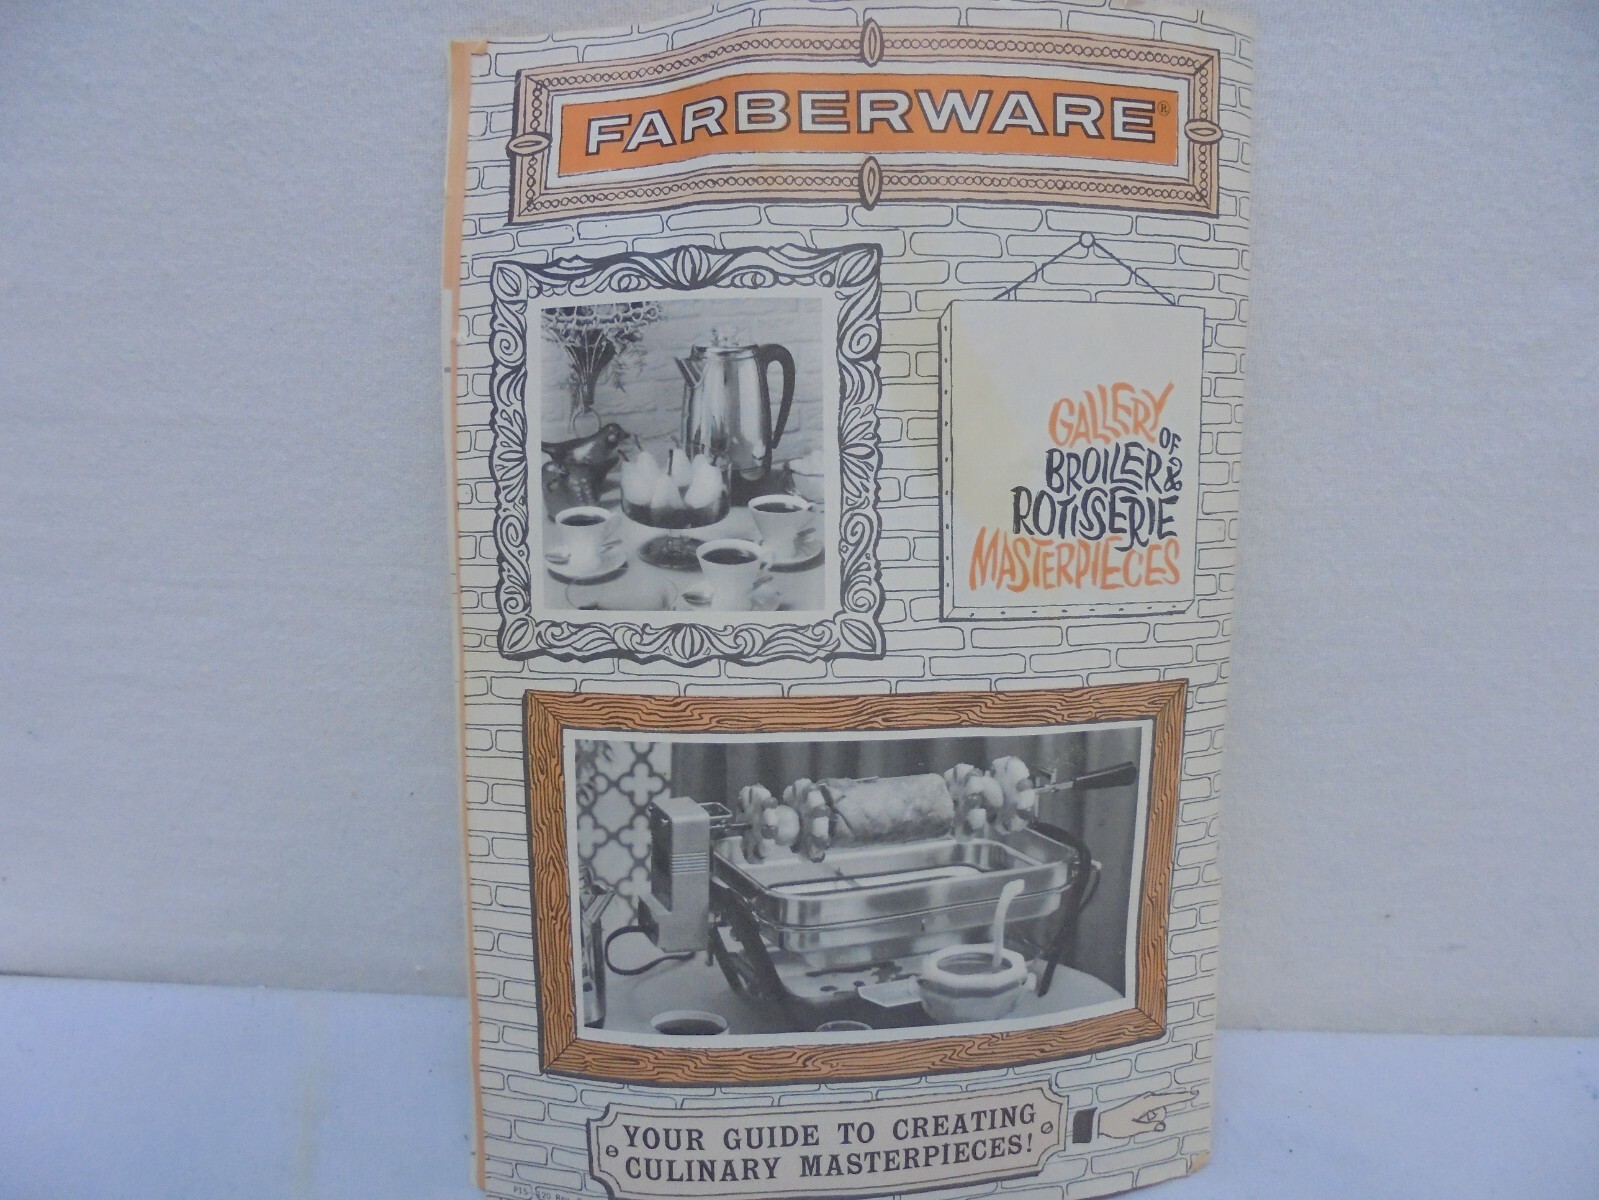 FARBERWARE®
GALLERY
OF
BROILER &
ROTISSERIE
MASTERPIECES
YOUR GUIDE TO CREATING
CULINARY MASTERPIECES!